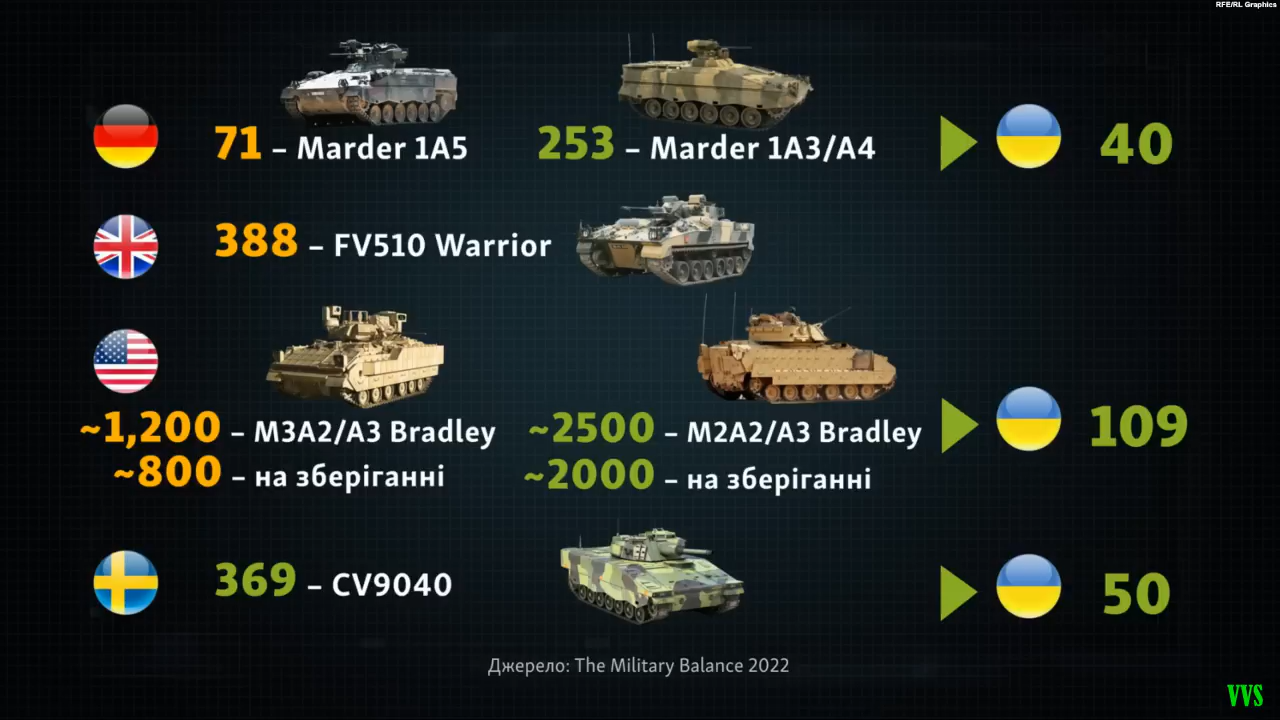 RFE/RL Graphics
71 – Marder 1A5
253 – Marder 1A3/A4
40
388 – FV510 Warrior
~1,200 – M3A2/A3 Bradley
~800 – на зберіганні
~2500 – M2A2/A3 Bradley
~2000 – на зберіганні
109
369 – CV9040
50
Джерело: The Military Balance 2022
VVS